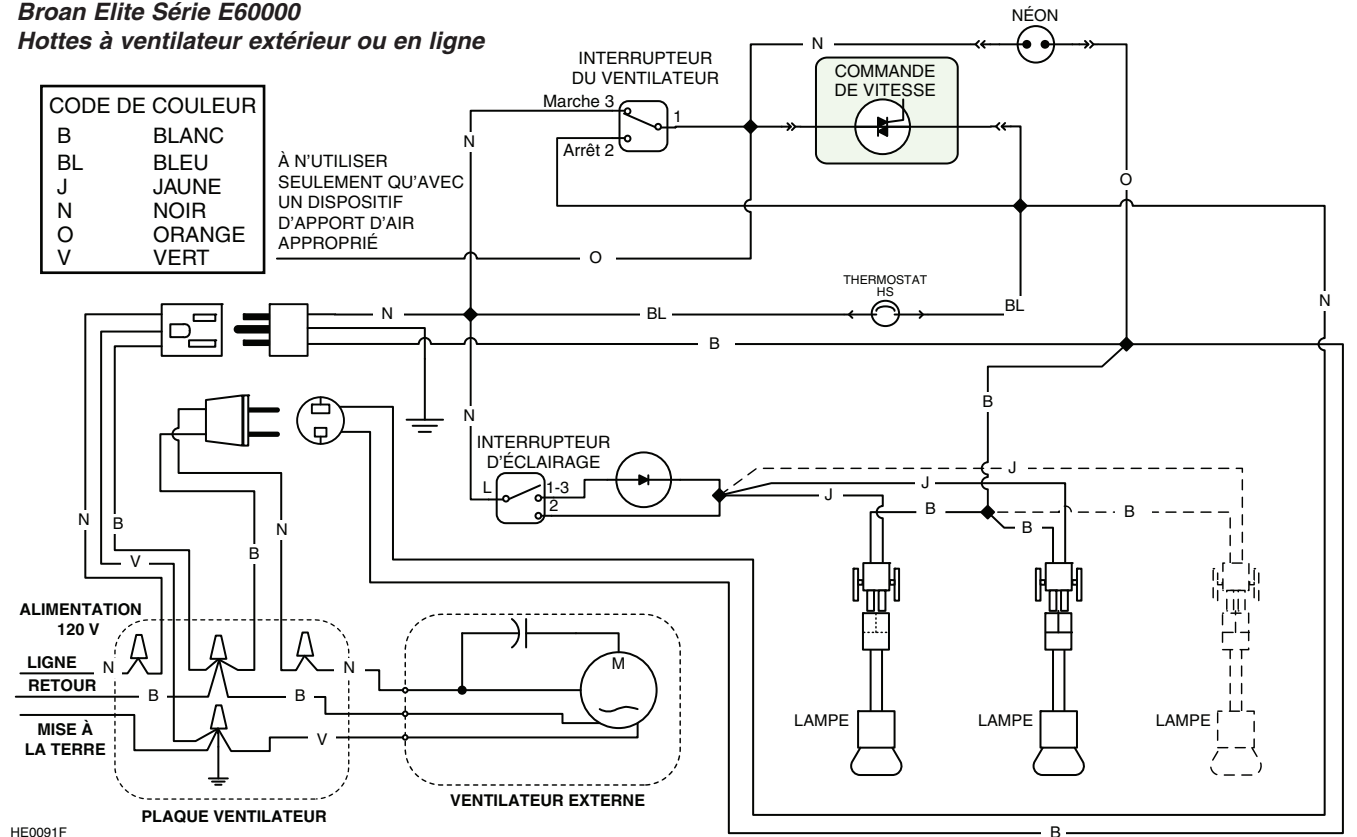 Broan Elite Série E60000
Hottes à ventilateur extérieur ou en ligne
CODE DE COULEUR
B BLANC
BL BLEU
J JAUNE
N NOIR
O ORANGE
V VERT
À N'UTILISER
SEULEMENT QU'AVEC
UN DISPOSITIF
D'APPORT D'AIR
APPROPRIÉ
INTERRUPTEUR
DU VENTILATEUR
Marche 3
1
Arrêt 2
N
NÉON
COMMANDE
DE VITESSE
N
O
O
THERMOSTAT
HS
N
BL
BL
N
B
N
B
INTERRUPTEUR
D'ÉCLAIRAGE
L
1-3
2
J
J
J
B
B
B
N
B
N
V
B
ALIMENTATION
120 V
LIGNE
N
RETOUR
B
MISE À
LA TERRE
N
B
V
M
LAMPE
LAMPE
LAMPE
PLAQUE VENTILATEUR
VENTILATEUR EXTERNE
B
HE0091F